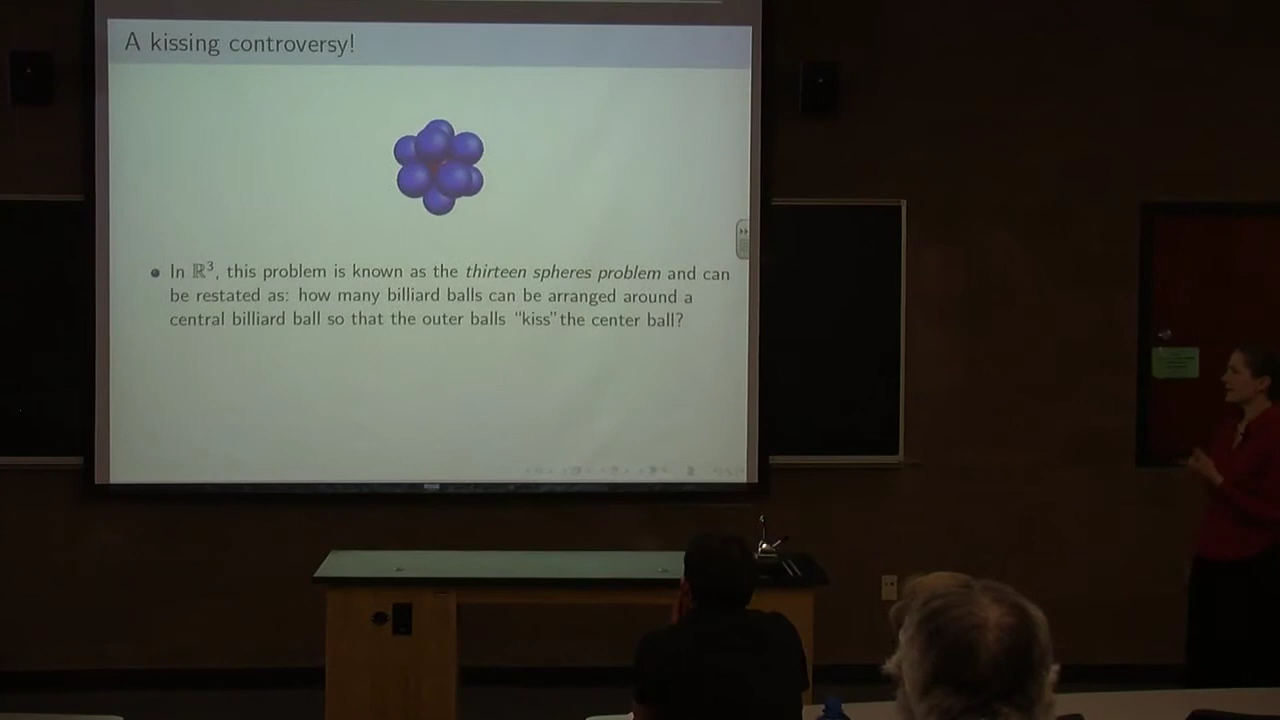 A kissing controversy!
In ℝ³, this problem is known as the thirteen spheres problem and can
be restated as: how many billiard balls can be arranged around a
central billiard ball so that the outer balls "kiss" the center ball?